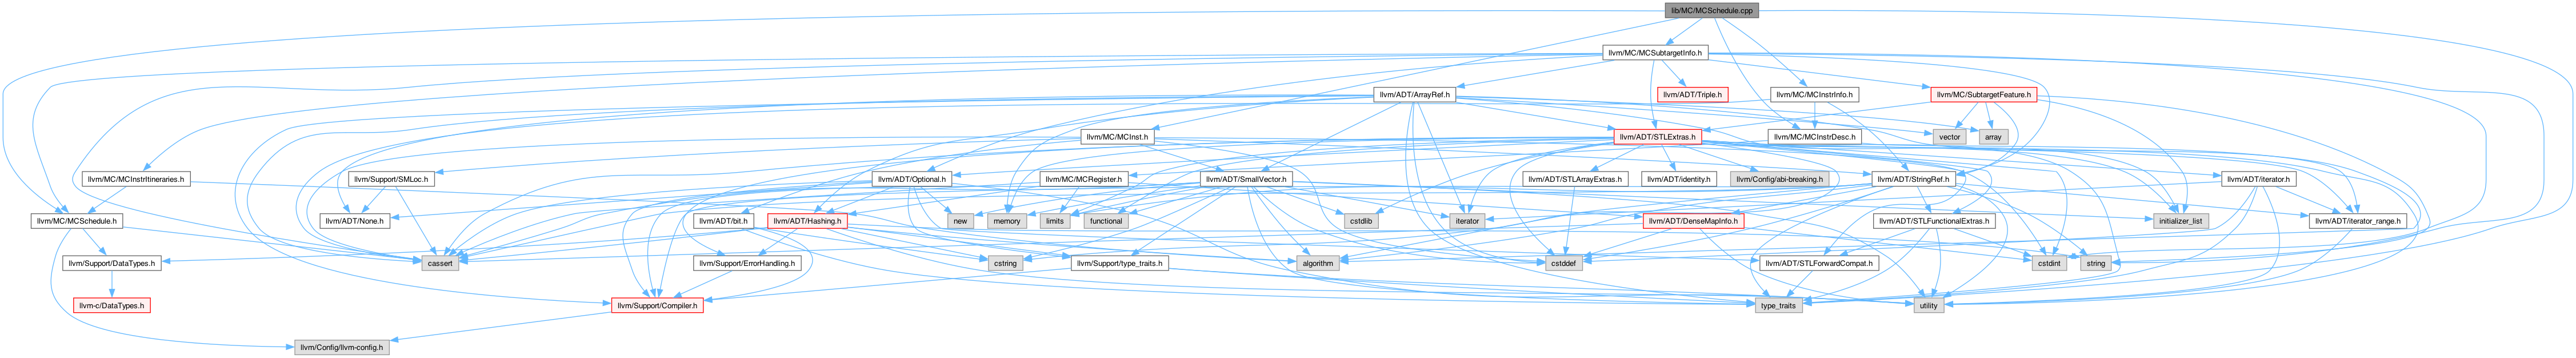 lib/MC/MCSchedule.cpp
llvm/MC/MCSubtargetInfo.h
llvm/ADT/ArrayRef.h
llvm/ADT/Triple.h
llvm/MC/MCInstrInfo.h
llvm/MC/SubtargetFeature.h
llvm/MC/MCInst.h
llvm/ADT/STLExtras.h
llvm/MC/MCInstrDesc.h
vector
array
llvm/MC/MCInstrItineraries.h
llvm/Support/SMLoc.h
llvm/ADT/Optional.h
llvm/MC/MCRegister.h
llvm/ADT/SmallVector.h
llvm/ADT/STLArrayExtras.h
llvm/ADT/identity.h
llvm/Config/abi-breaking.h
llvm/ADT/StringRef.h
llvm/ADT/iterator.h
llvm/MC/MCSchedule.h
llvm/ADT/None.h
llvm/ADT/bit.h
llvm/ADT/Hashing.h
new
memory
limits
functional
cstdlib
iterator
llvm/ADT/DenseMapInfo.h
llvm/ADT/STLFunctionalExtras.h
initializer_list
llvm/ADT/iterator_range.h
llvm/Support/DataTypes.h
cassert
llvm/Support/ErrorHandling.h
cstring
llvm/Support/type_traits.h
algorithm
cstddef
llvm/ADT/STLForwardCompat.h
cstdint
string
llvm-c/DataTypes.h
llvm/Support/Compiler.h
type_traits
utility
llvm/Config/llvm-config.h